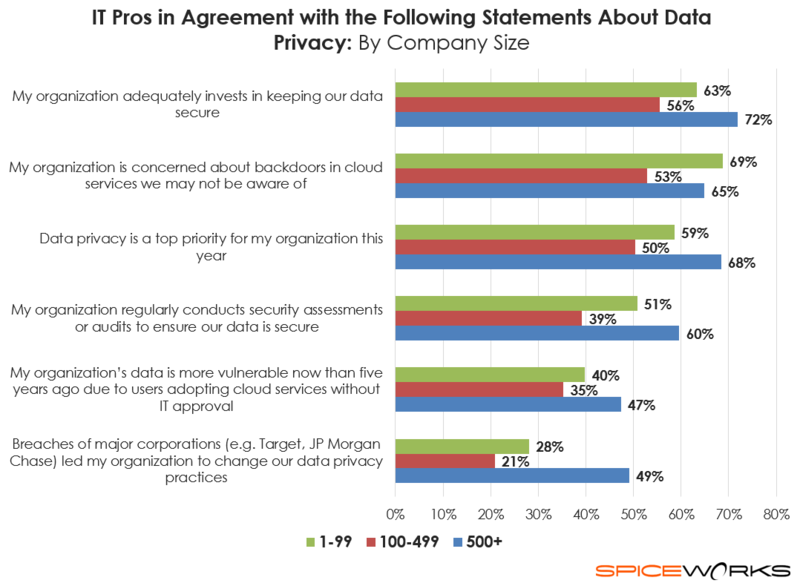 IT Pros in Agreement with the Following Statements About Data
Privacy: By Company Size
My organization adequately invests in keeping our data
secure
63%
56%
72%
My organization is concerned about backdoors in cloud
services we may not be aware of
69%
53%
65%
Data privacy is a top priority for my organization this
year
59%
50%
68%
My organization regularly conducts security assessments
or audits to ensure our data is secure
51%
39%
60%
My organization’s data is more vulnerable now than five
years ago due to users adopting cloud services without
IT approval
40%
35%
47%
Breaches of major corporations (e.g. Target, JP Morgan
Chase) led my organization to change our data privacy
practices
28%
21%
49%
0% 10% 20% 30% 40% 50% 60% 70% 80%
1-99 100-499 500+
SPICEWORKS